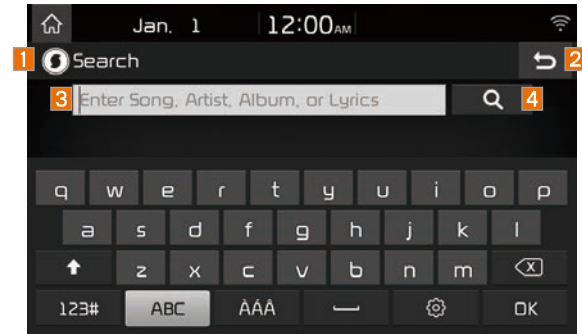 Jan. 1 12:00AM
1 Search 2
3 Enter Song, Artist, Album, or Lyrics 4
q w e r t y u i o p
a s d f g h j k l
z x c v b n m
123# ABC ÀÁÂ OK